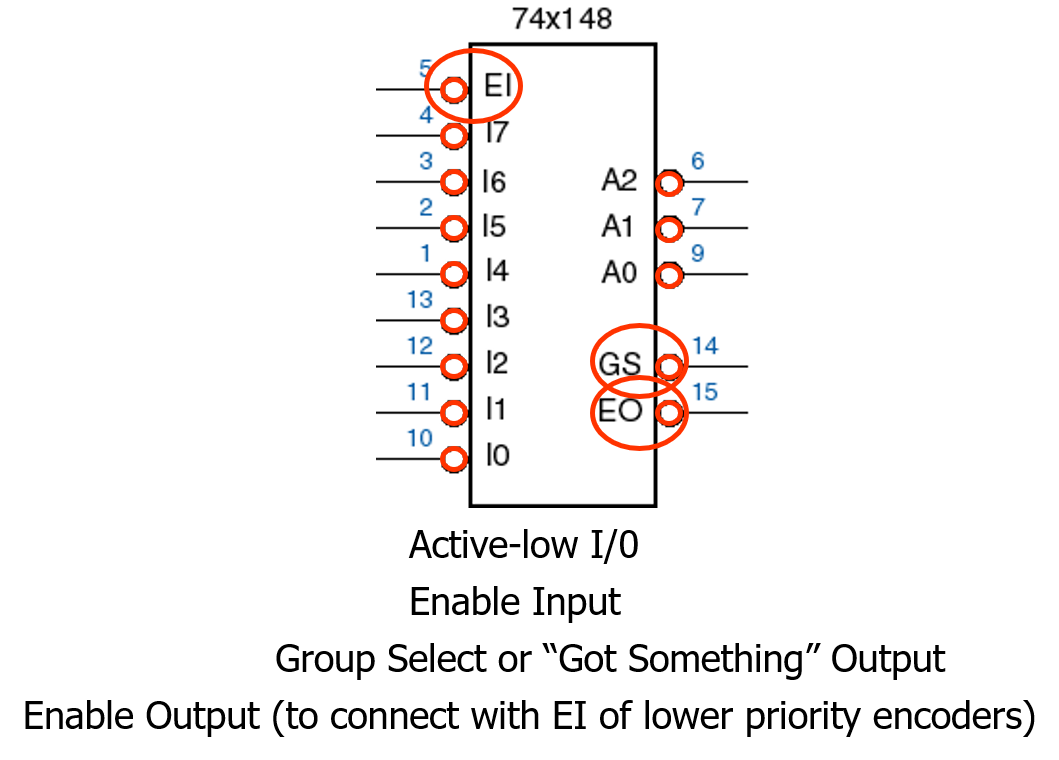 74x148
5 EI
4 I7
3 I6 A2 6
2 I5 A1 7
1 I4 A0 9
13 I3
12 I2 GS 14
11 I1 EO 15
10 I0
Active-low I/0
Enable Input
Group Select or “Got Something” Output
Enable Output (to connect with EI of lower priority encoders)